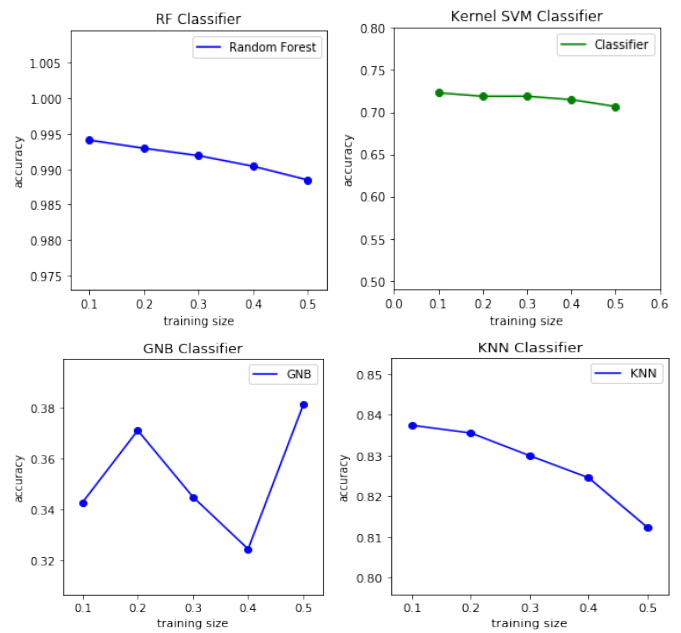 RF Classifier
Random Forest
1.005
1.000
0.995
0.990
0.985
0.980
0.975
accuracy
0.1 0.2 0.3 0.4 0.5
training size
Kernel SVM Classifier
Classifier
0.80
0.75
0.70
0.65
0.60
0.55
0.50
accuracy
0.0 0.1 0.2 0.3 0.4 0.5 0.6
training size
GNB Classifier
GNB
0.38
0.36
0.34
0.32
accuracy
0.1 0.2 0.3 0.4 0.5
training size
KNN Classifier
KNN
0.85
0.84
0.83
0.82
0.81
0.80
accuracy
0.1 0.2 0.3 0.4 0.5
training size